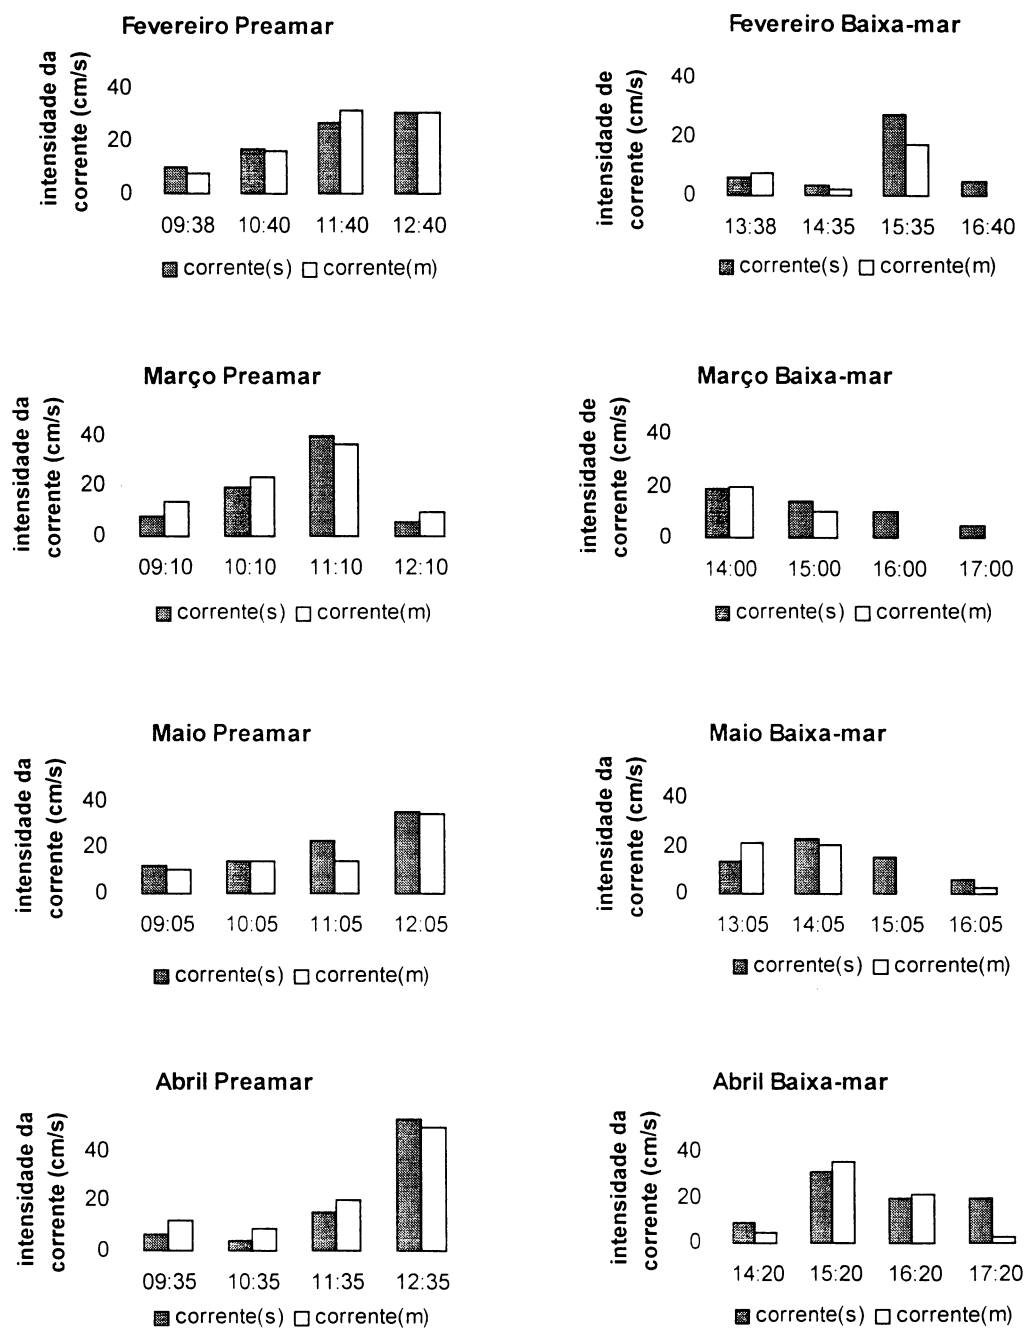 Fevereiro Preamar
intensidade da
corrente (cm/s)
40
20
0
09:38 10:40 11:40 12:40
corrente(s) corrente(m)
Fevereiro Baixa-mar
intensidade de
corrente (cm/s)
40
20
0
13:38 14:35 15:35 16:40
corrente(s) corrente(m)
Março Preamar
intensidade da
corrente (cm/s)
40
20
0
09:10 10:10 11:10 12:10
corrente(s) corrente(m)
Março Baixa-mar
intensidade de
corrente (cm/s)
40
20
0
14:00 15:00 16:00 17:00
corrente(s) corrente(m)
Maio Preamar
intensidade da
corrente (cm/s)
40
20
0
09:05 10:05 11:05 12:05
corrente(s) corrente(m)
Maio Baixa-mar
intensidade da
corrente (cm/s)
40
20
0
13:05 14:05 15:05 16:05
corrente(s) corrente(m)
Abril Preamar
intensidade da
corrente (cm/s)
40
20
0
09:35 10:35 11:35 12:35
corrente(s) corrente(m)
Abril Baixa-mar
intensidade da
corrente (cm/s)
40
20
0
14:20 15:20 16:20 17:20
corrente(s) corrente(m)